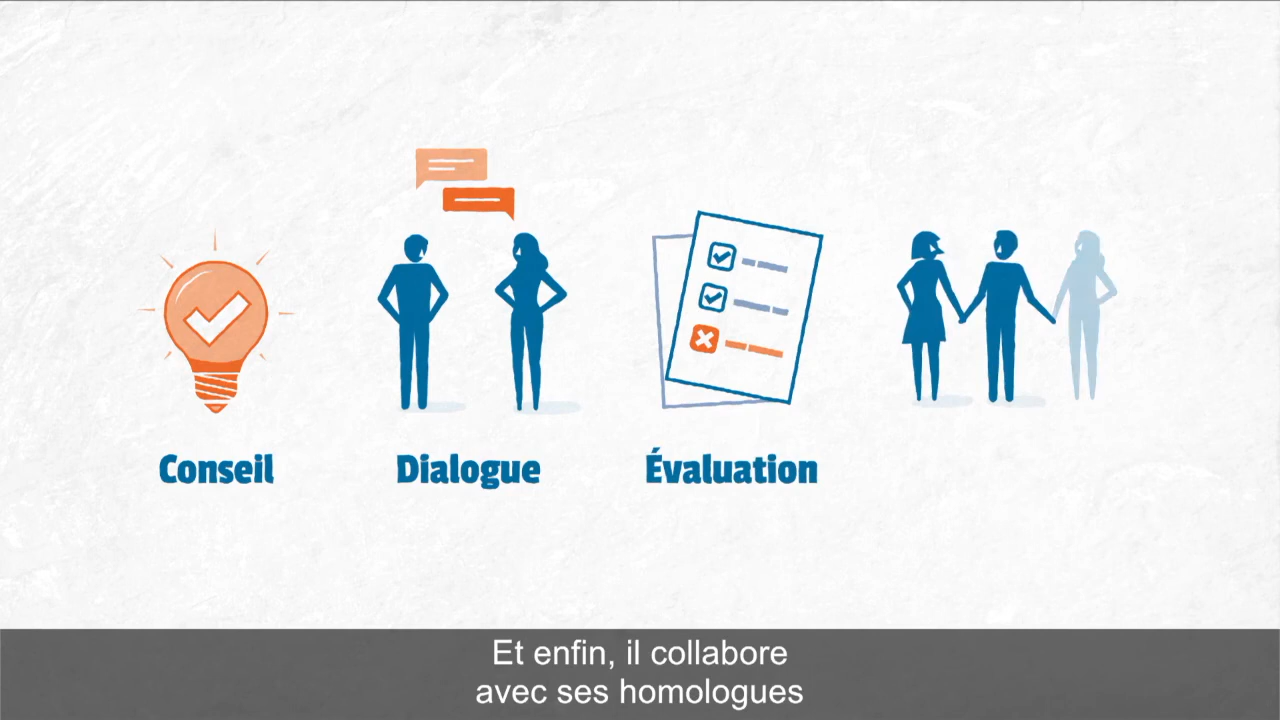 Conseil
Dialogue
Évaluation
Et enfin, il collabore
avec ses homologues